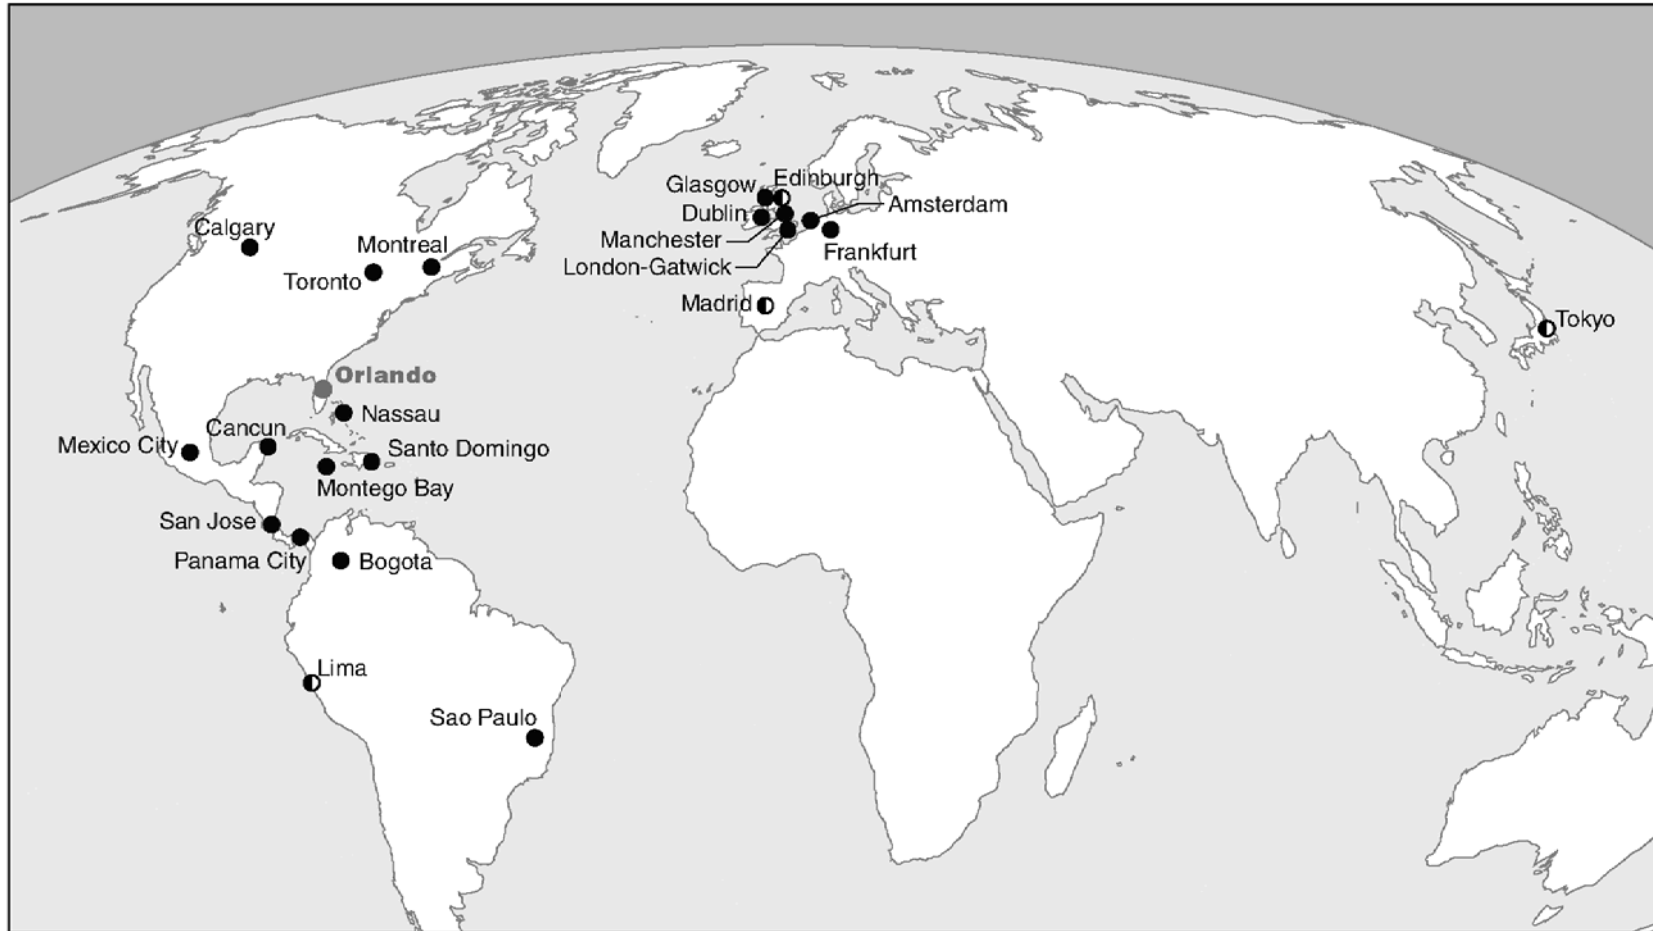 Glasgow
Edinburgh
Dublin
Amsterdam
Manchester
Frankfurt
London-Gatwick
Madrid
Calgary
Montreal
Toronto
Tokyo
Orlando
Nassau
Cancun
Mexico City
Santo Domingo
Montego Bay
San Jose
Panama City
Bogota
Lima
Sao Paulo